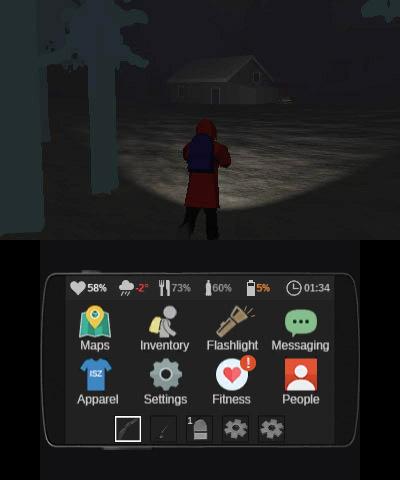 58% -2° 73% 60% 5% 01:34
Maps Inventory Flashlight Messaging
ISZ !
Apparel Settings Fitness People
1